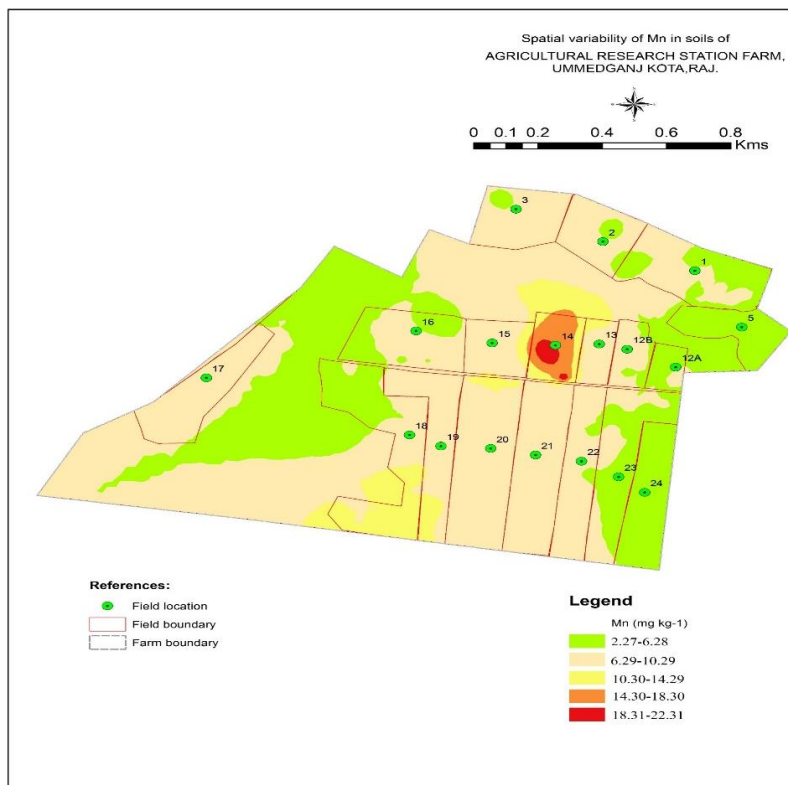 Spatial variability of Mn in soils of
AGRICULTURAL RESEARCH STATION FARM,
UMMEDGANJ KOTA,RAJ.
0 0.1 0.2 0.4 0.6 0.8
Kms
3
2
1
5
16
15
14
13
12B
12A
17
18
19
20
21
22
23
24
References:
Field location
Field boundary
Farm boundary
Legend
Mn (mg kg-1)
2.27-6.28
6.29-10.29
10.30-14.29
14.30-18.30
18.31-22.31